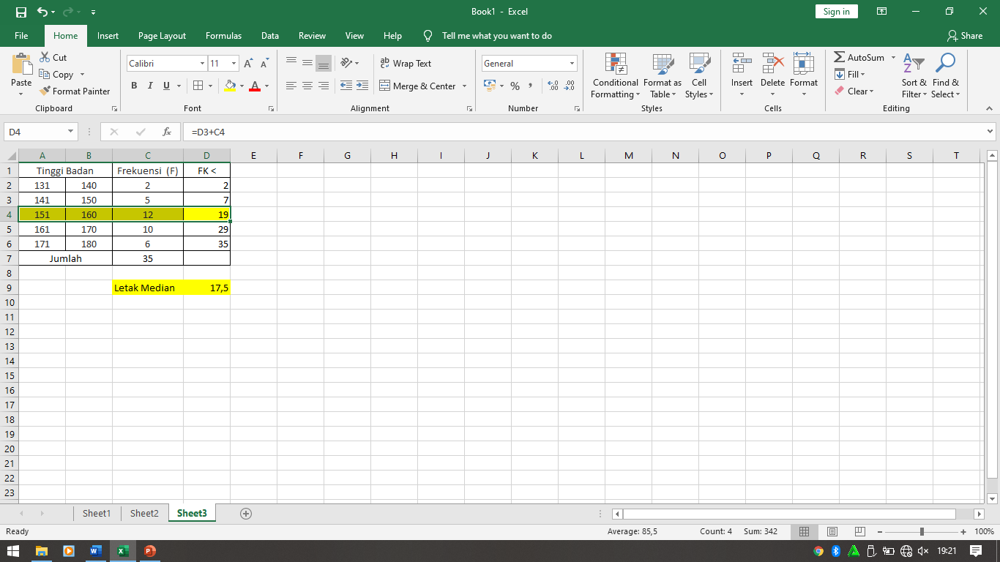 Book1 - Excel
Sign in
File Home Insert Page Layout Formulas Data Review View Help Tell me what you want to do Share
Paste Cut
Copy
Format Painter
Clipboard
Calibri 11
B I U A
Font
Wrap Text
Merge & Center
Alignment
General
%
Number
Conditional Formatting
Format as Table
Cell Styles
Styles
Insert Delete Format
Cells
AutoSum
Fill
Clear
Sort & Filter
Find & Select
Editing
D4 fx =D3+C4
A B C D E F G H I J K L M N O P Q R S T
1 Tinggi Badan Frekuensi (F) FK <
2 131 140 2 2
3 141 150 5 7
4 151 160 12 19
5 161 170 10 29
6 171 180 6 35
7 Jumlah 35
8
9 Letak Median 17,5
10
11
12
13
14
15
16
17
18
19
20
21
22
23
Sheet1 Sheet2 Sheet3
Ready Average: 85,5 Count: 4 Sum: 342 100%
19:21